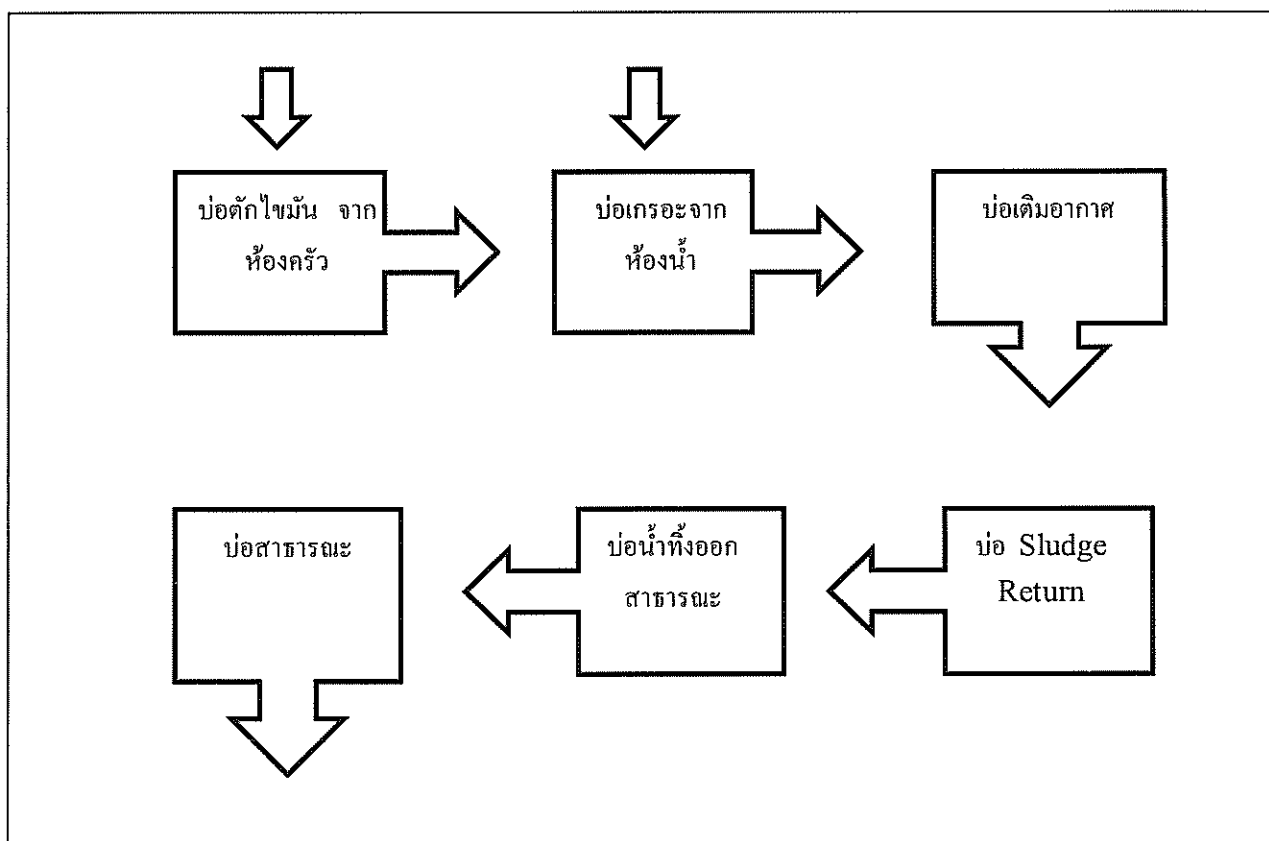 บ่อดักไขมัน จาก
ห้องครัว
บ่อเกรอะจาก
ห้องน้ำ
บ่อเติมอากาศ
บ่อ Sludge
Return
บ่อน้ำทิ้งออก
สาธารณะ
บ่อสาธารณะ